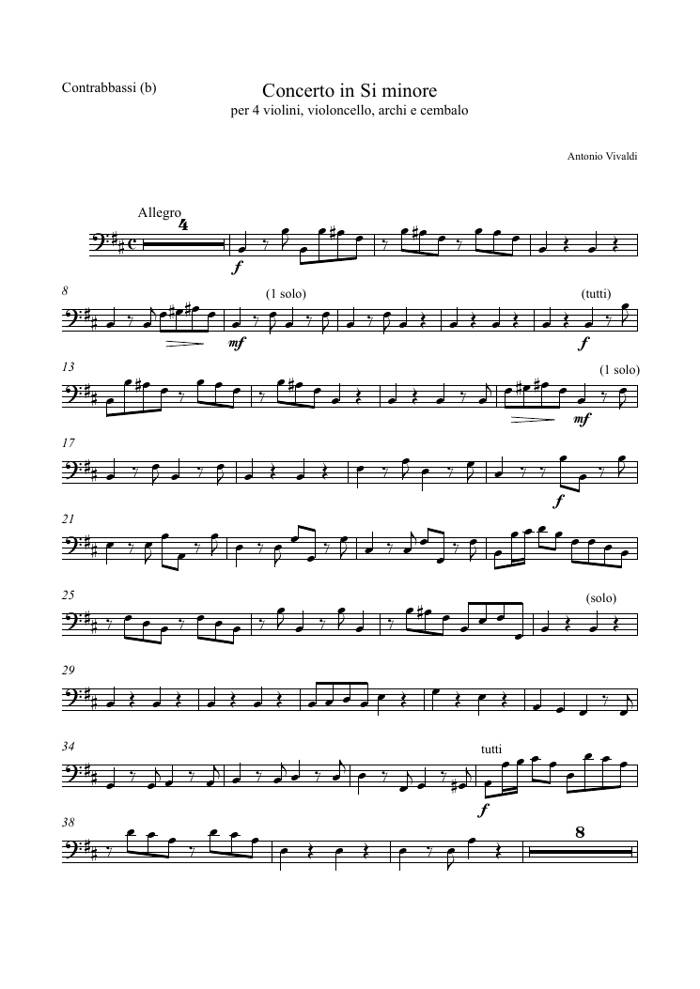 Contrabbassi (b)
Concerto in Si minore
per 4 violini, violoncello, archi e cembalo
Antonio Vivaldi
Allegro
4
f
8
(1 solo)
(tutti)
mf
f
13
(1 solo)
mf
17
f
21
25
(solo)
29
34
tutti
f
38
8